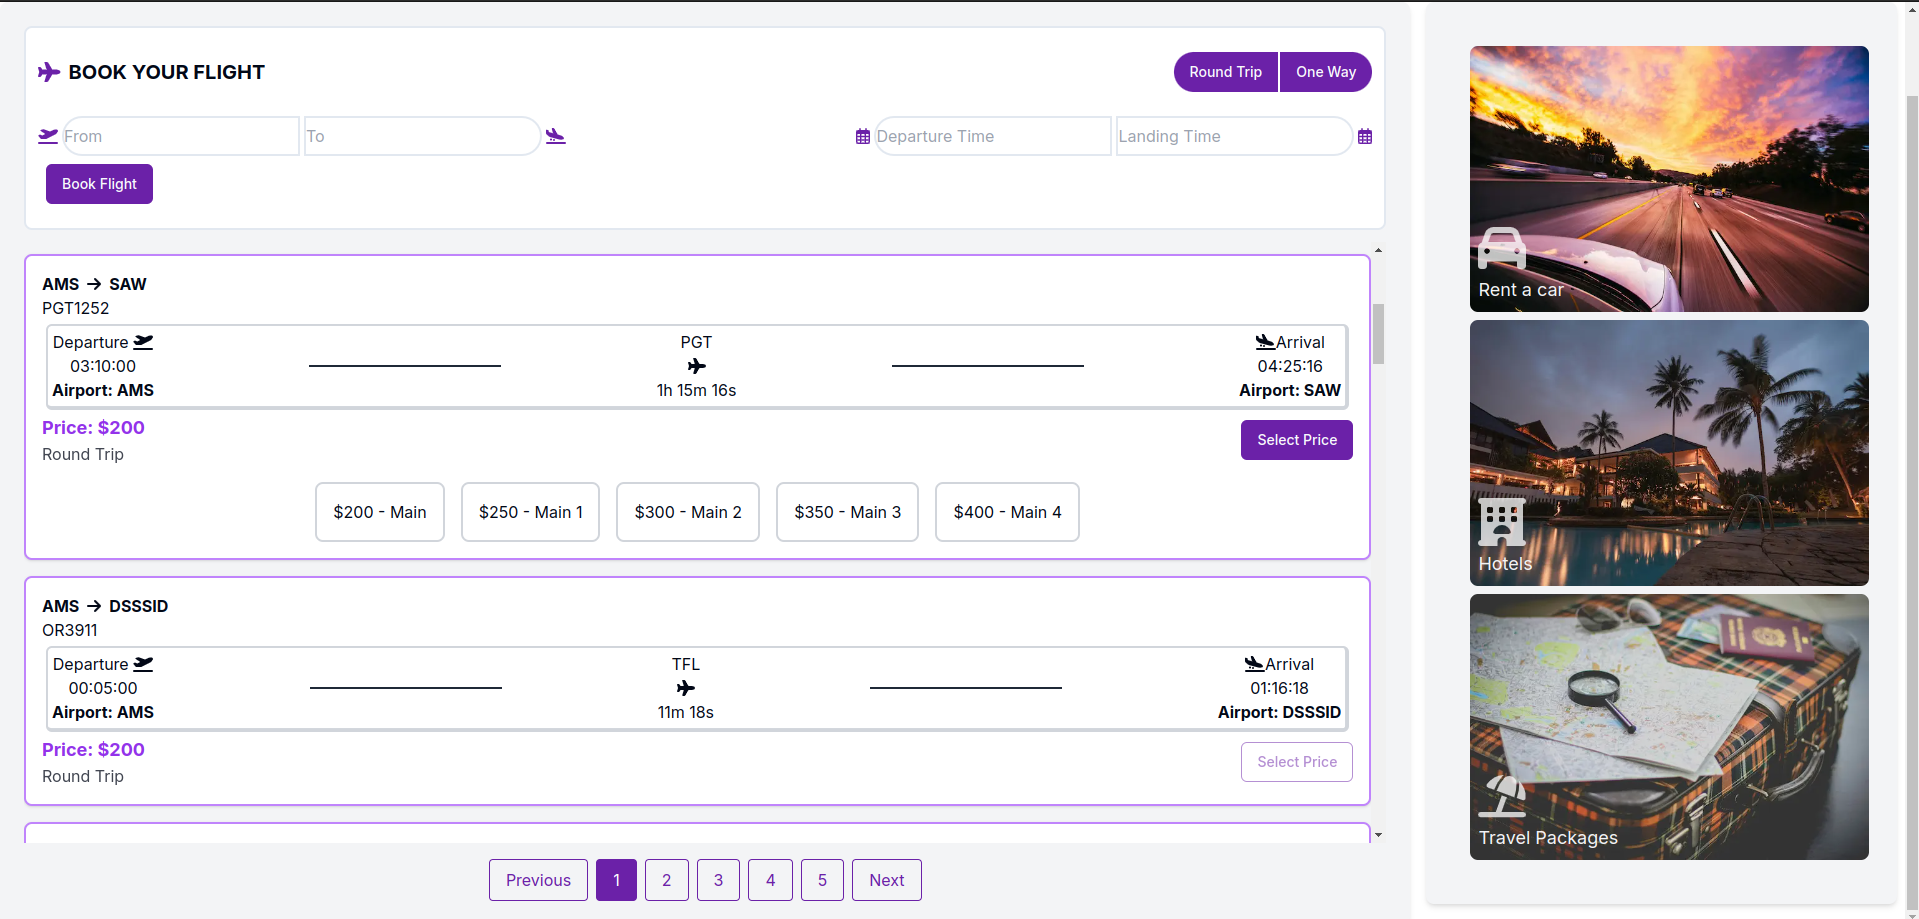 BOOK YOUR FLIGHT
Round Trip One Way
From To Departure Time Landing Time
Book Flight
AMS → SAW
PGT1252
Departure PGT Arrival
03:10:00 04:25:16
Airport: AMS 1h 15m 16s Airport: SAW
Price: $200
Select Price
Round Trip
$200 - Main $250 - Main 1 $300 - Main 2 $350 - Main 3 $400 - Main 4
AMS → DSSSID
OR3911
Departure TFL Arrival
00:05:00 01:16:18
Airport: AMS 11m 18s Airport: DSSSID
Price: $200
Select Price
Round Trip
Previous 1 2 3 4 5 Next
Rent a car
Hotels
Travel Packages